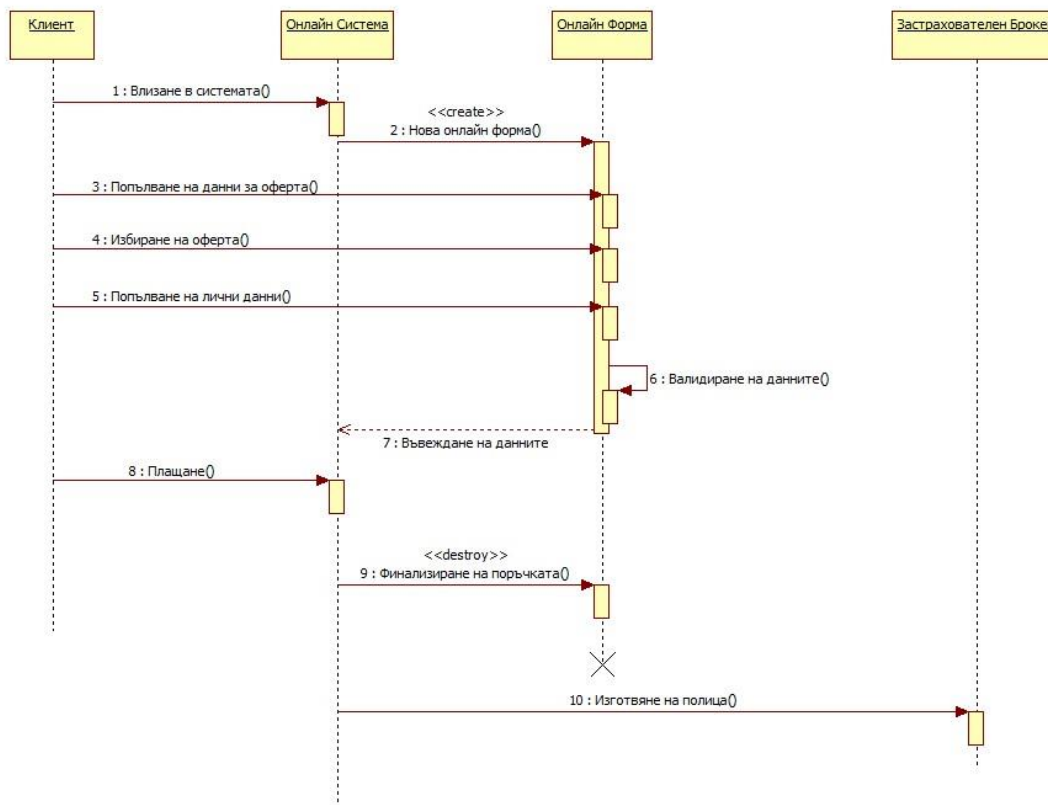 Клиент
Онлайн Система
Онлайн Форма
Застрахователен Брокер
1 : Влизане в системата()
<<create>>
2 : Нова онлайн форма()
3 : Попълване на данни за оферта()
4 : Избиране на оферта()
5 : Попълване на лични данни()
6 : Валидиране на данните()
7 : Въвеждане на данните
8 : Плащане()
<<destroy>>
9 : Финализиране на поръчката()
10 : Изготвяне на полица()